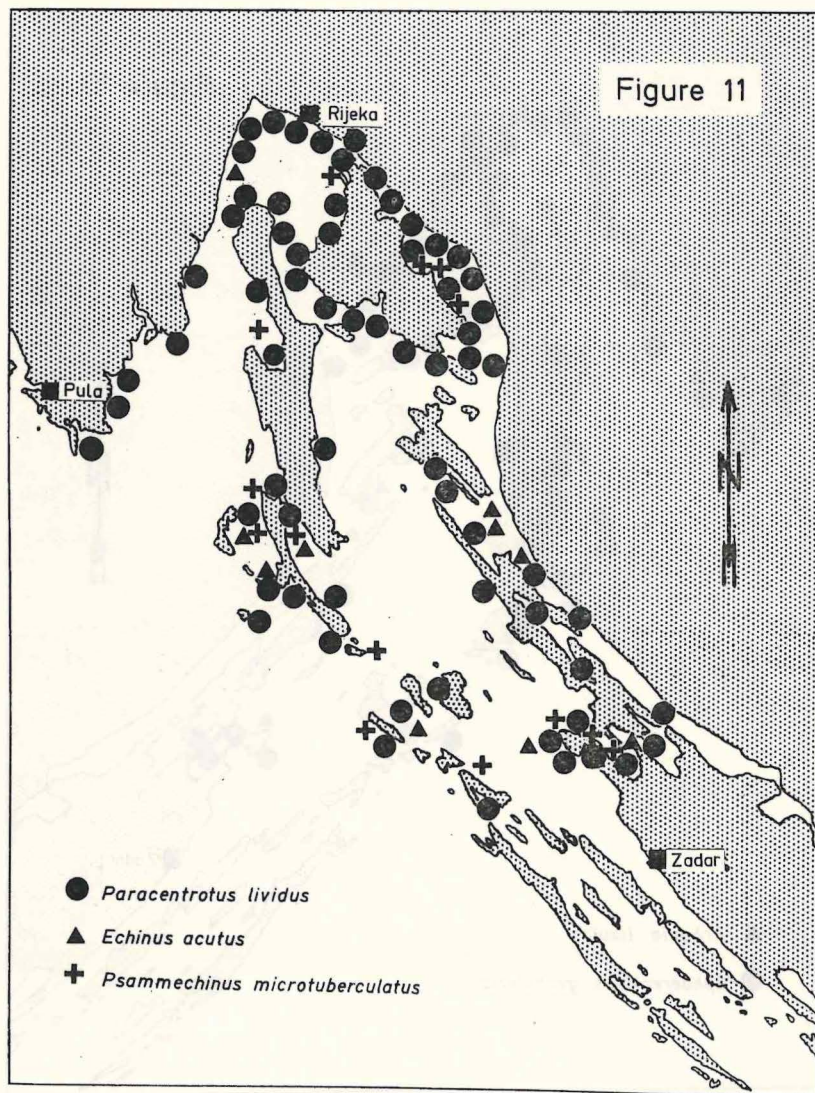 Figure 11
Rijeka
Pula
N
Zadar
Paracentrotus lividus
Echinus acutus
Psammechinus microtuberculatus